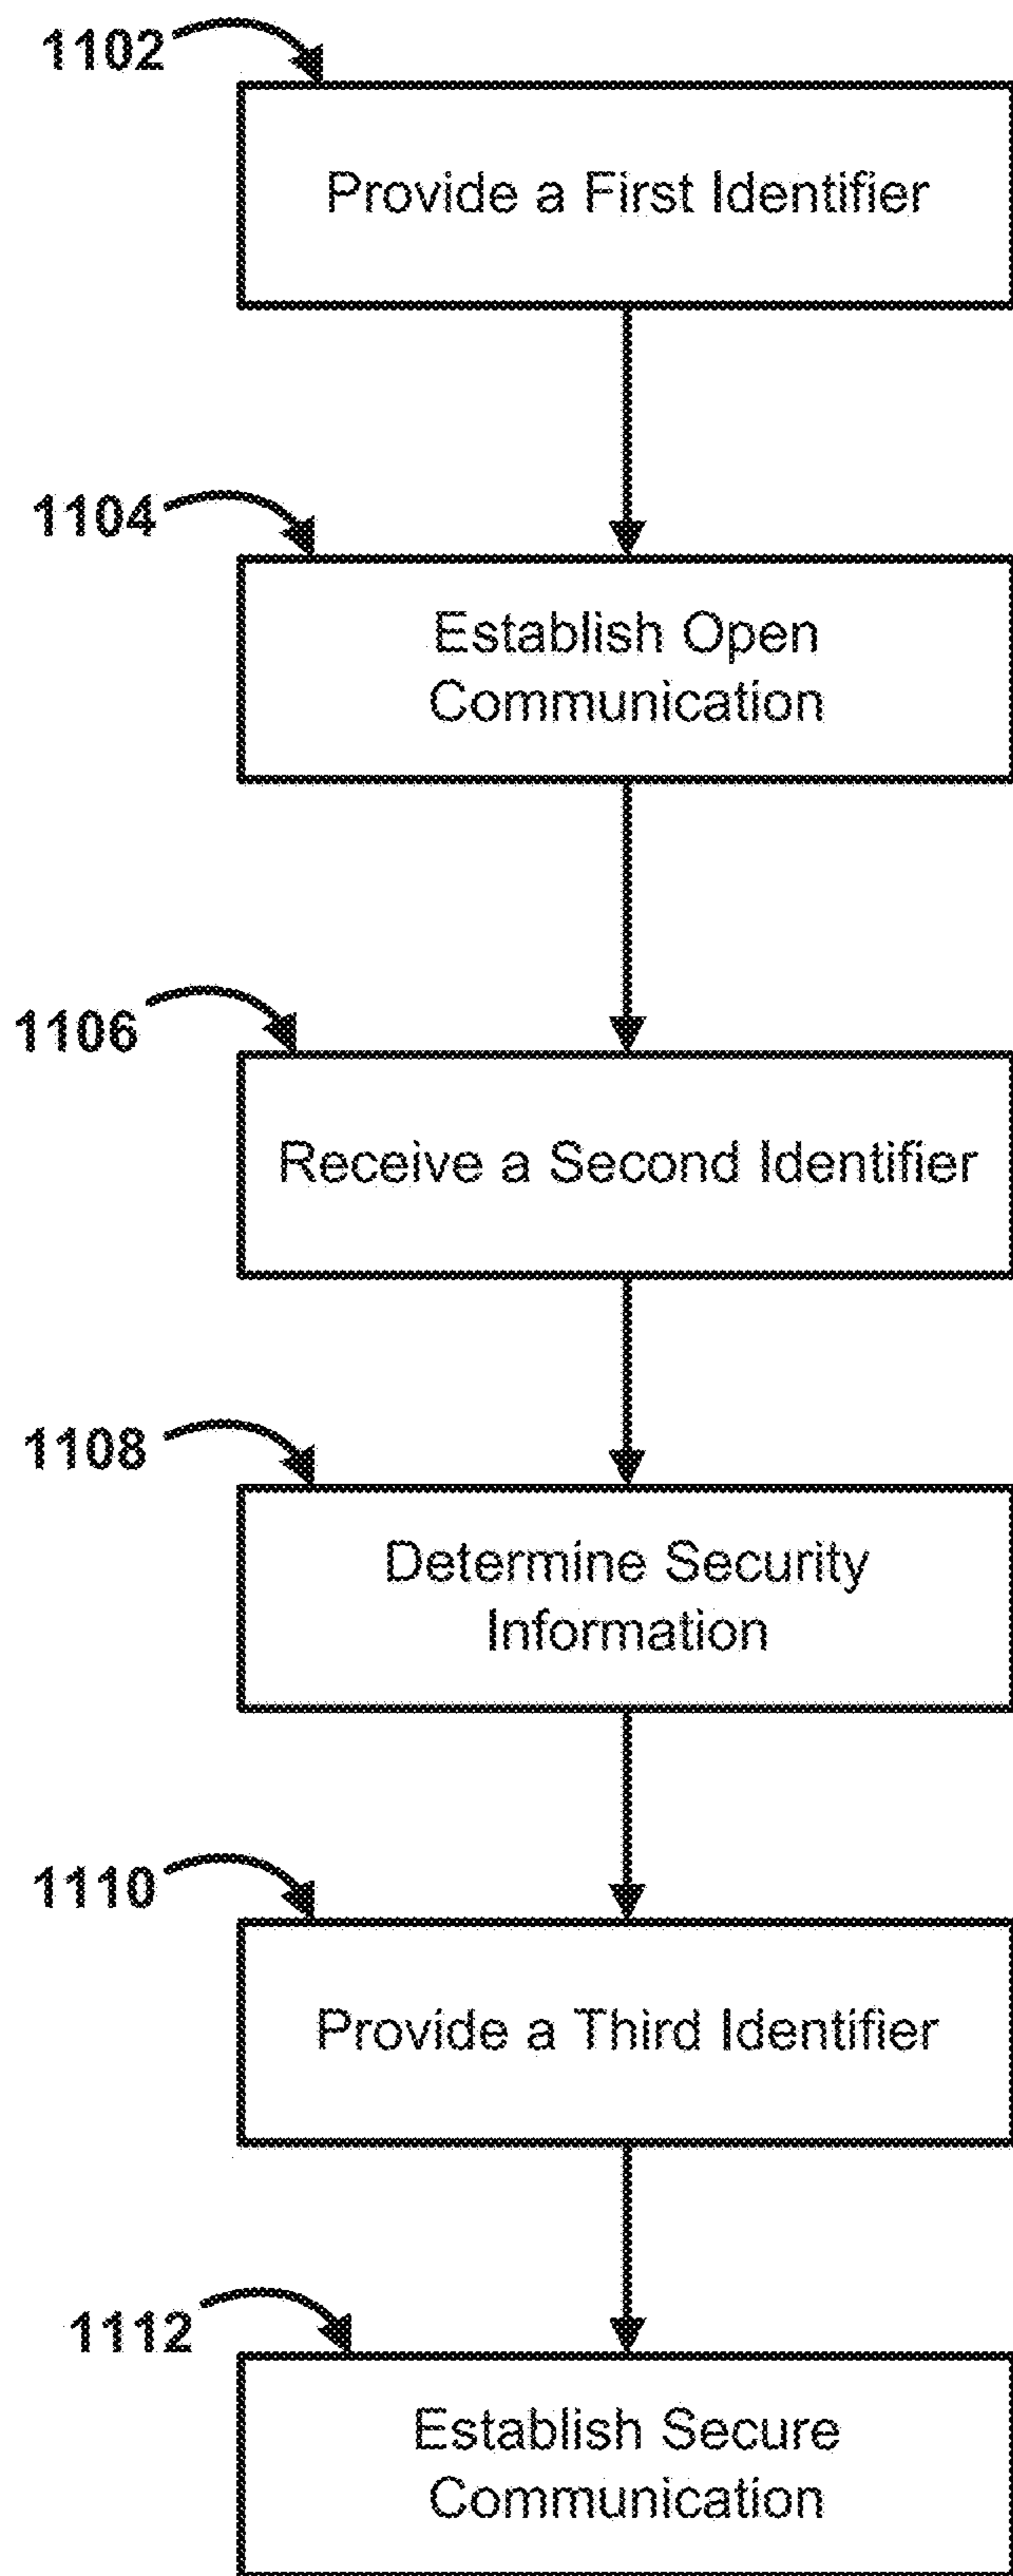 1102
Provide a First Identifier
1104
Establish Open
Communication
1106
Receive a Second Identifier
1108
Determine Security
Information
1110
Provide a Third Identifier
1112
Establish Secure
Communication